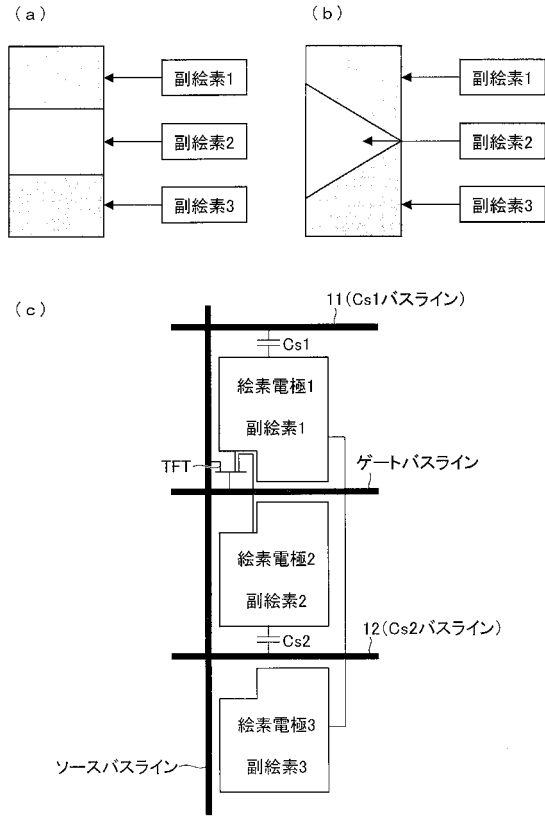 (a)
副絵素1
副絵素2
副絵素3
(b)
副絵素1
副絵素2
副絵素3
(c)
11(Cs1バスライン)
Cs1
絵素電極1
副絵素1
TFT
ゲートバスライン
絵素電極2
副絵素2
Cs2
12(Cs2バスライン)
絵素電極3
副絵素3
ソースバスライン